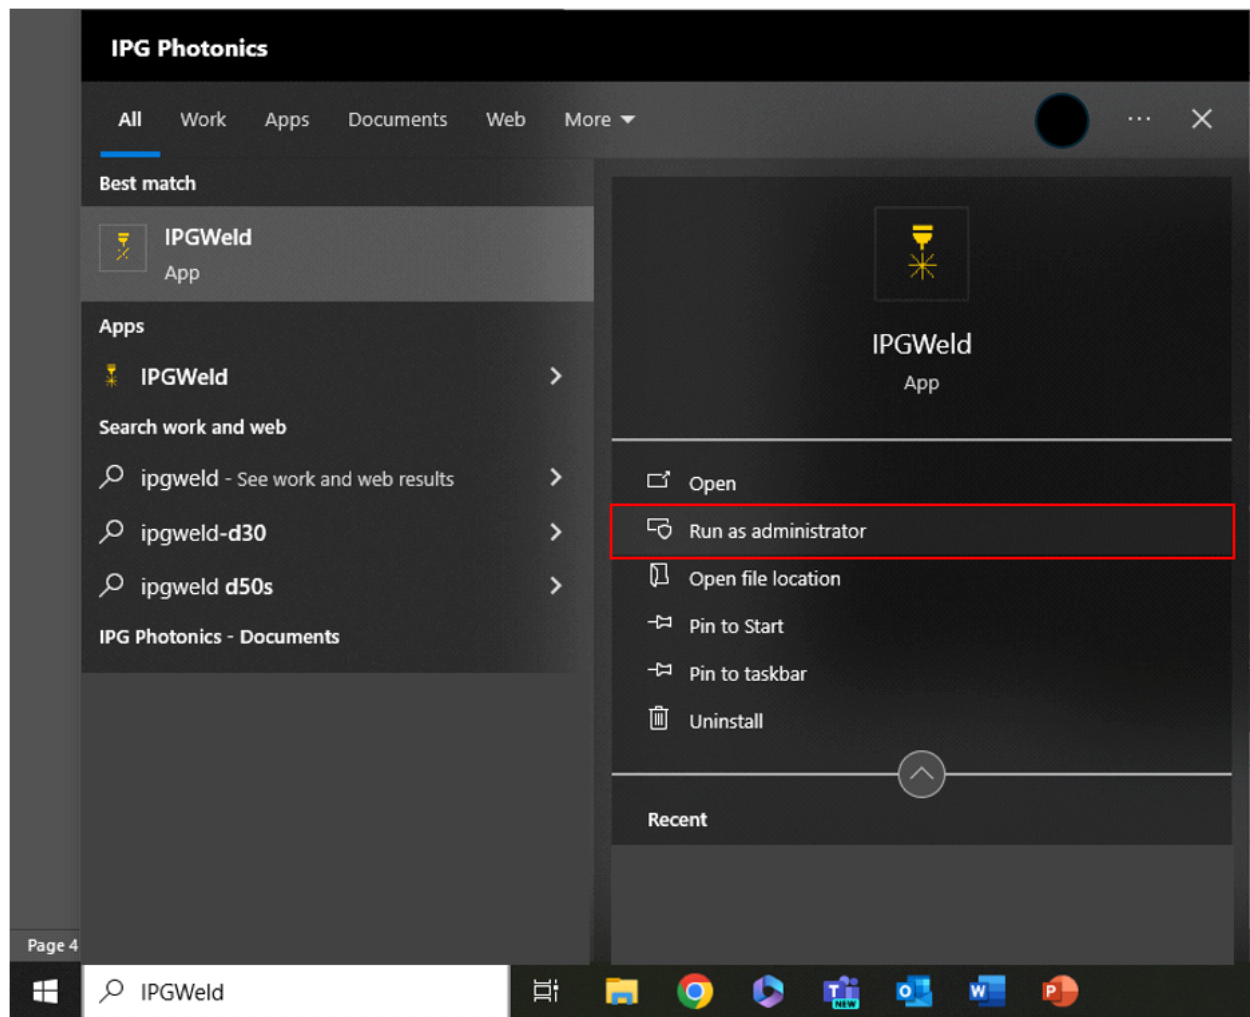 IPG Photonics
All Work Apps Documents Web More
Best match
IPGWeld
App
Apps
IPGWeld
Search work and web
ipgweld - See work and web results
ipgweld-d30
ipgweld d50s
IPG Photonics - Documents
IPGWeld
App
Open
Run as administrator
Open file location
Pin to Start
Pin to taskbar
Uninstall
Recent
Page 4
IPGWeld
T
NEW
O
W
P